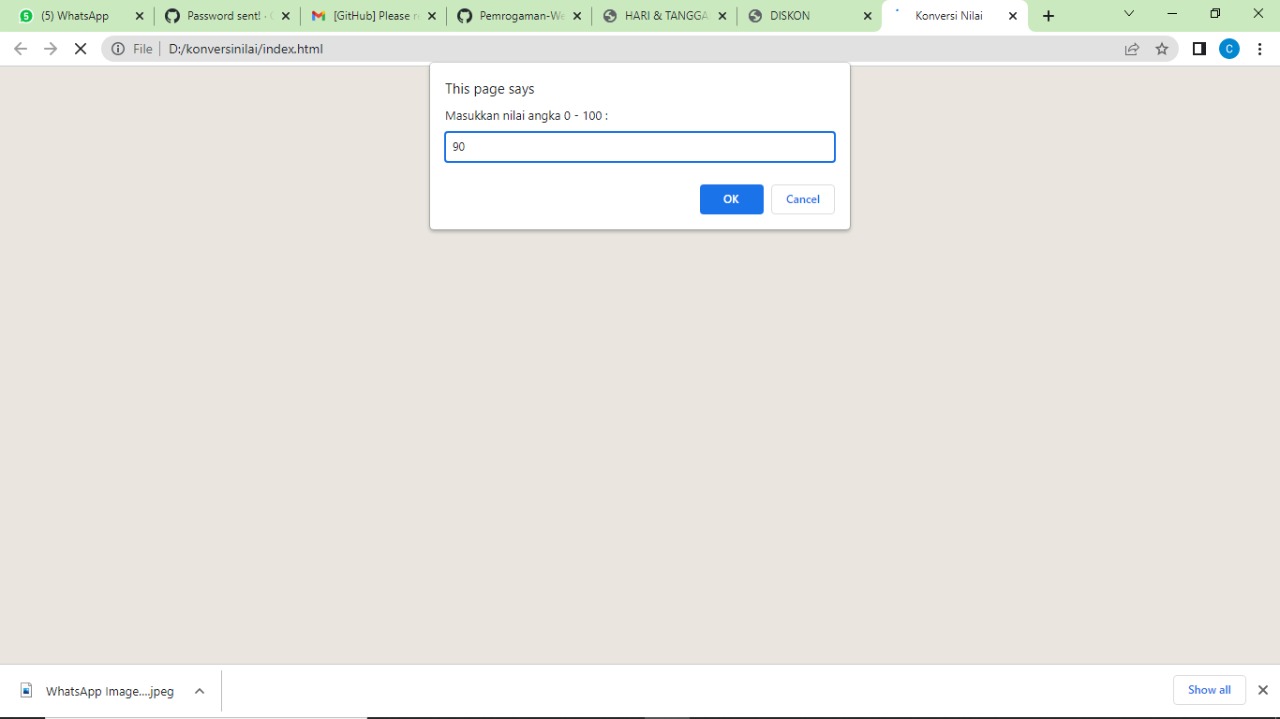 (5) WhatsApp
Password sent! ·
[GitHub] Please r
Pemrogaman-We
HARI & TANGGA
DISKON
Konversi Nilai
File
D:/konversinilai/index.html
C
This page says
Masukkan nilai angka 0 - 100 :
90
OK
Cancel
WhatsApp Image....jpeg
Show all